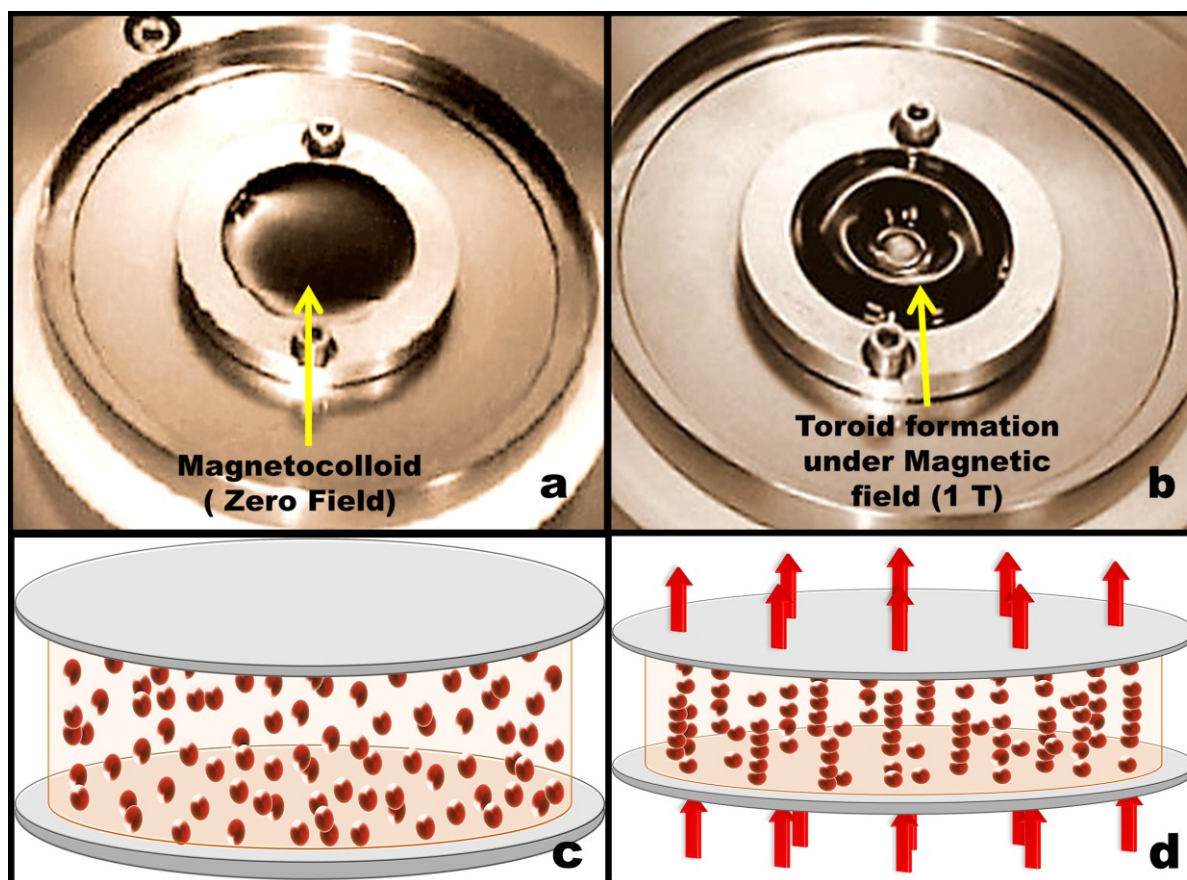 Magnetocolloid
( Zero Field)
a
Toroid formation
under Magnetic
field (1 T)
b
c
d